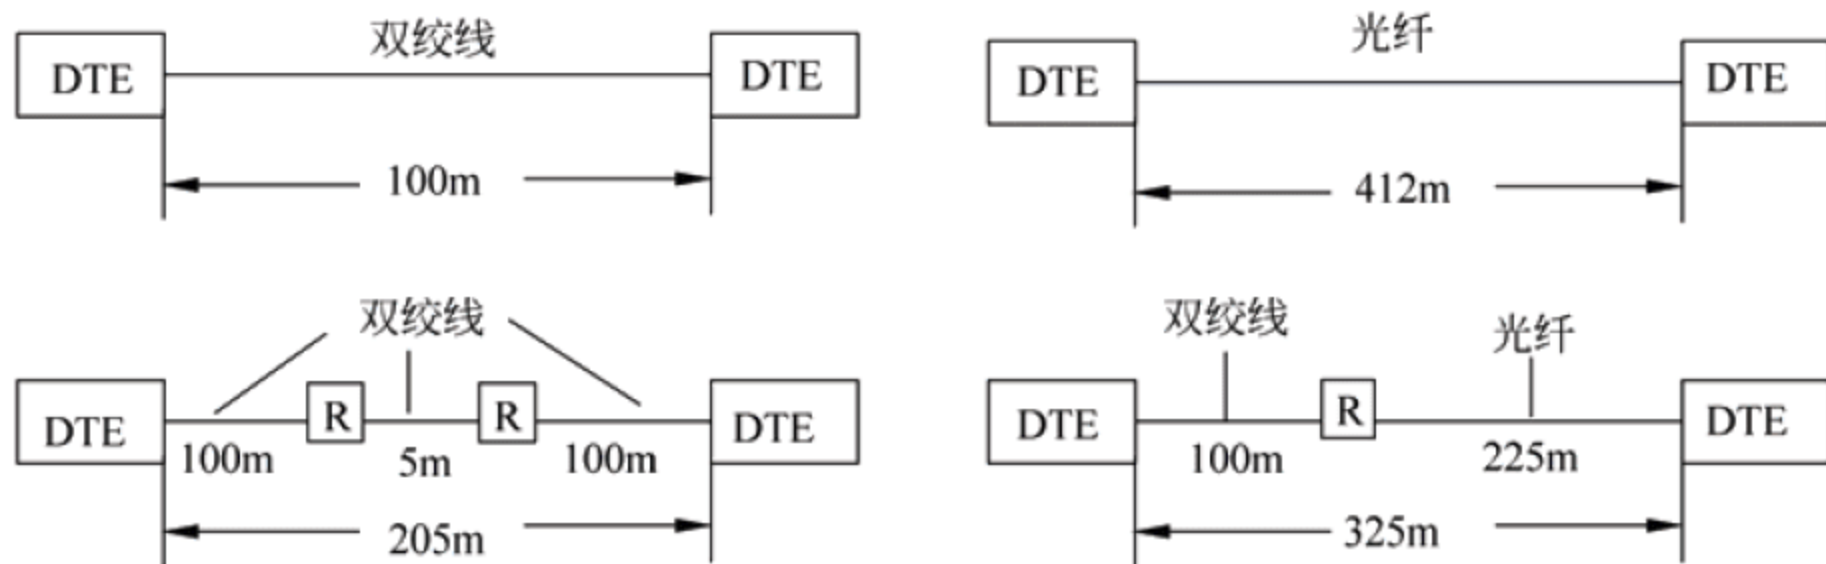 双绞线
DTE DTE
100m
光纤
DTE DTE
412m
双绞线
DTE R R DTE
100m 5m 100m
205m
双绞线 光纤
DTE R DTE
100m 225m
325m